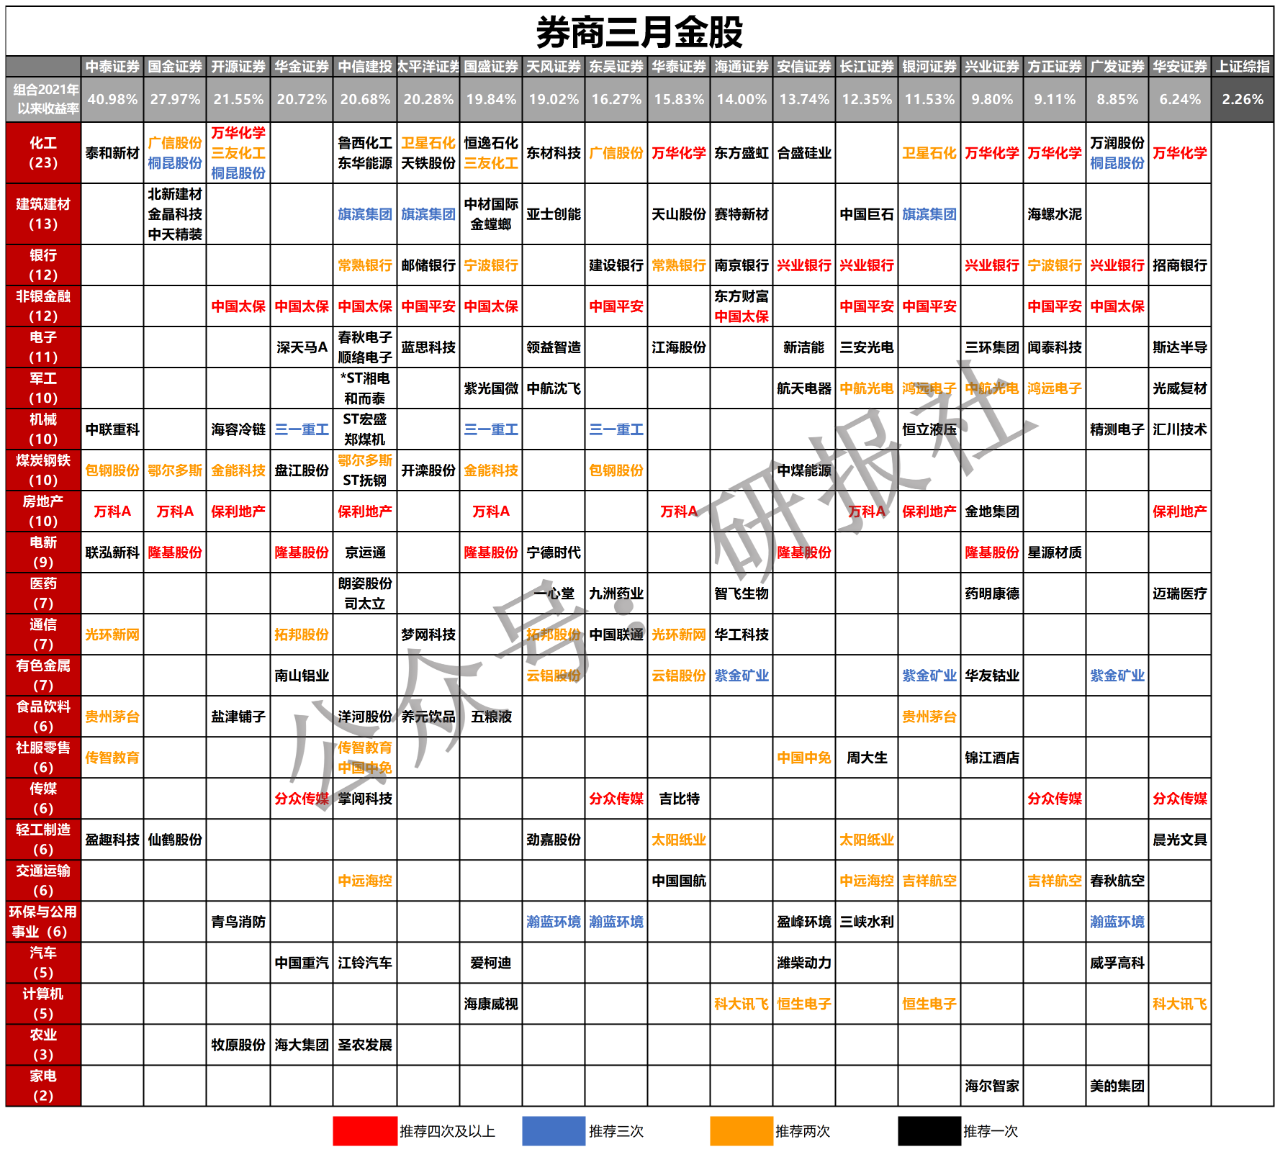 券商三月金股
中泰证券 国金证券 开源证券 华金证券 中信建投 太平洋证券 国盛证券 天风证券 东吴证券 华泰证券 海通证券 安信证券 长江证券 银河证券 兴业证券 方正证券 广发证券 华安证券 上证综指
组合2021年
以来收益率
40.98% 27.97% 21.55% 20.72% 20.68% 20.28% 19.84% 19.02% 16.27% 15.83% 14.00% 13.74% 12.35% 11.53% 9.80% 9.11% 8.85% 6.24% 2.26%
化工
(23)
泰和新材
广信股份
桐昆股份
万华化学
三友化工
桐昆股份
鲁西化工
东华能源
卫星石化
天铁股份
恒逸石化
三友化工
东材科技 广信股份 万华化学 东方盛虹 合盛硅业 卫星石化 万华化学 万华化学
万润股份
桐昆股份
万华化学
建筑建材
(13)
北新建材
金晶科技
中天精装
旗滨集团 旗滨集团
中材国际
金螳螂
亚士创能 天山股份 赛特新材 中国巨石 旗滨集团 海螺水泥
银行
(12)
常熟银行 邮储银行 宁波银行 建设银行 常熟银行 南京银行 兴业银行 兴业银行 兴业银行 宁波银行 兴业银行 招商银行
非银金融
(12)
中国太保 中国太保 中国太保 中国平安 中国太保 中国平安
东方财富
中国太保
中国平安 中国平安 中国平安 中国太保
电子
(11)
深天马A
春秋电子
顺络电子
蓝思科技 领益智造 江海股份 新洁能 三安光电 三环集团 闻泰科技 斯达半导
军工
(10)
*ST湘电
和而泰
紫光国微 中航沈飞 航天电器 中航光电 鸿远电子 中航光电 鸿远电子 光威复材
机械
(10)
中联重科 海容冷链 三一重工
ST宏盛
郑煤机
三一重工 三一重工 恒立液压 精测电子 汇川技术
煤炭钢铁
(10)
包钢股份 鄂尔多斯 金能科技 盘江股份
鄂尔多斯
ST抚钢
开滦股份 金能科技 包钢股份 中煤能源
房地产
(10)
万科A 万科A 保利地产 保利地产 万科A 万科A 万科A 保利地产 金地集团 保利地产
电新
(9)
联泓新科 隆基股份 隆基股份 京运通 隆基股份 宁德时代 隆基股份 隆基股份 星源材质
医药
(7)
朗姿股份
司太立
一心堂 九洲药业 智飞生物 药明康德 迈瑞医疗
通信
(7)
光环新网 拓邦股份 梦网科技 拓邦股份 中国联通 光环新网 华工科技
有色金属
(7)
南山铝业 云铝股份 云铝股份 紫金矿业 紫金矿业 华友钴业 紫金矿业
食品饮料
(6)
贵州茅台 盐津铺子 洋河股份 养元饮品 五粮液 贵州茅台
社服零售
(6)
传智教育
传智教育
中国中免
中国中免 周大生 锦江酒店
传媒
(6)
分众传媒 掌阅科技 分众传媒 吉比特 分众传媒 分众传媒
轻工制造
(6)
盈趣科技 仙鹤股份 劲嘉股份 太阳纸业 太阳纸业 晨光文具
交通运输
(6)
中远海控 中国国航 中远海控 吉祥航空 吉祥航空 春秋航空
环保与公用
事业 (6)
青鸟消防 瀚蓝环境 瀚蓝环境 盈峰环境 三峡水利 瀚蓝环境
汽车
(5)
中国重汽 江铃汽车 爱柯迪 潍柴动力 威孚高科
计算机
(5)
海康威视 科大讯飞 恒生电子 恒生电子 科大讯飞
农业
(3)
牧原股份 海大集团 圣农发展
家电
(2)
海尔智家 美的集团
推荐四次及以上 推荐三次 推荐两次 推荐一次
公众号：研报社